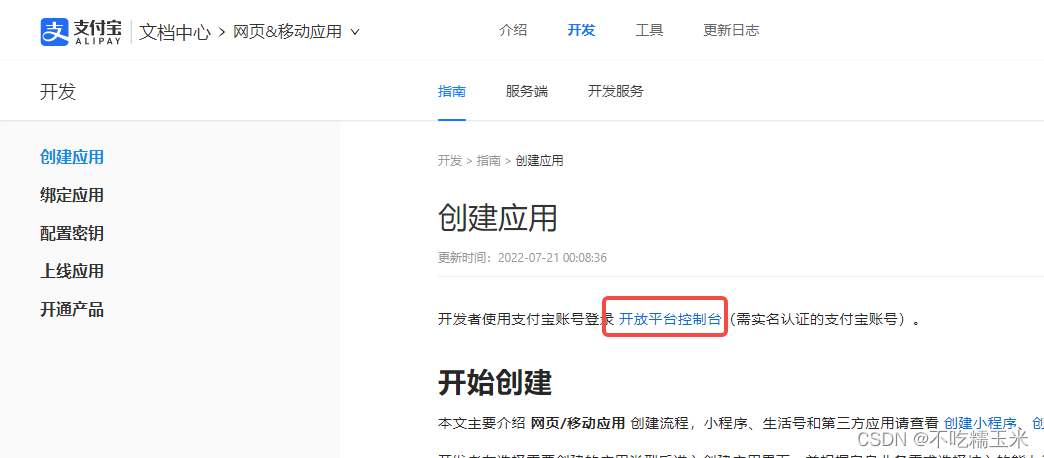 支付宝 ALIPAY 文档中心 > 网页&移动应用 介绍 开发 工具 更新日志
开发 指南 服务端 开发服务
创建应用
绑定应用
配置密钥
上线应用
开通产品
开发 > 指南 > 创建应用
创建应用
更新时间：2022-07-21 00:08:36
开发者使用支付宝账号登录 开放平台控制台（需实名认证的支付宝账号）。
开始创建
本文主要介绍 网页/移动应用 创建流程，小程序、生活号和第三方应用请查看 创建小程序、创
CSDN @不吃糯玉米